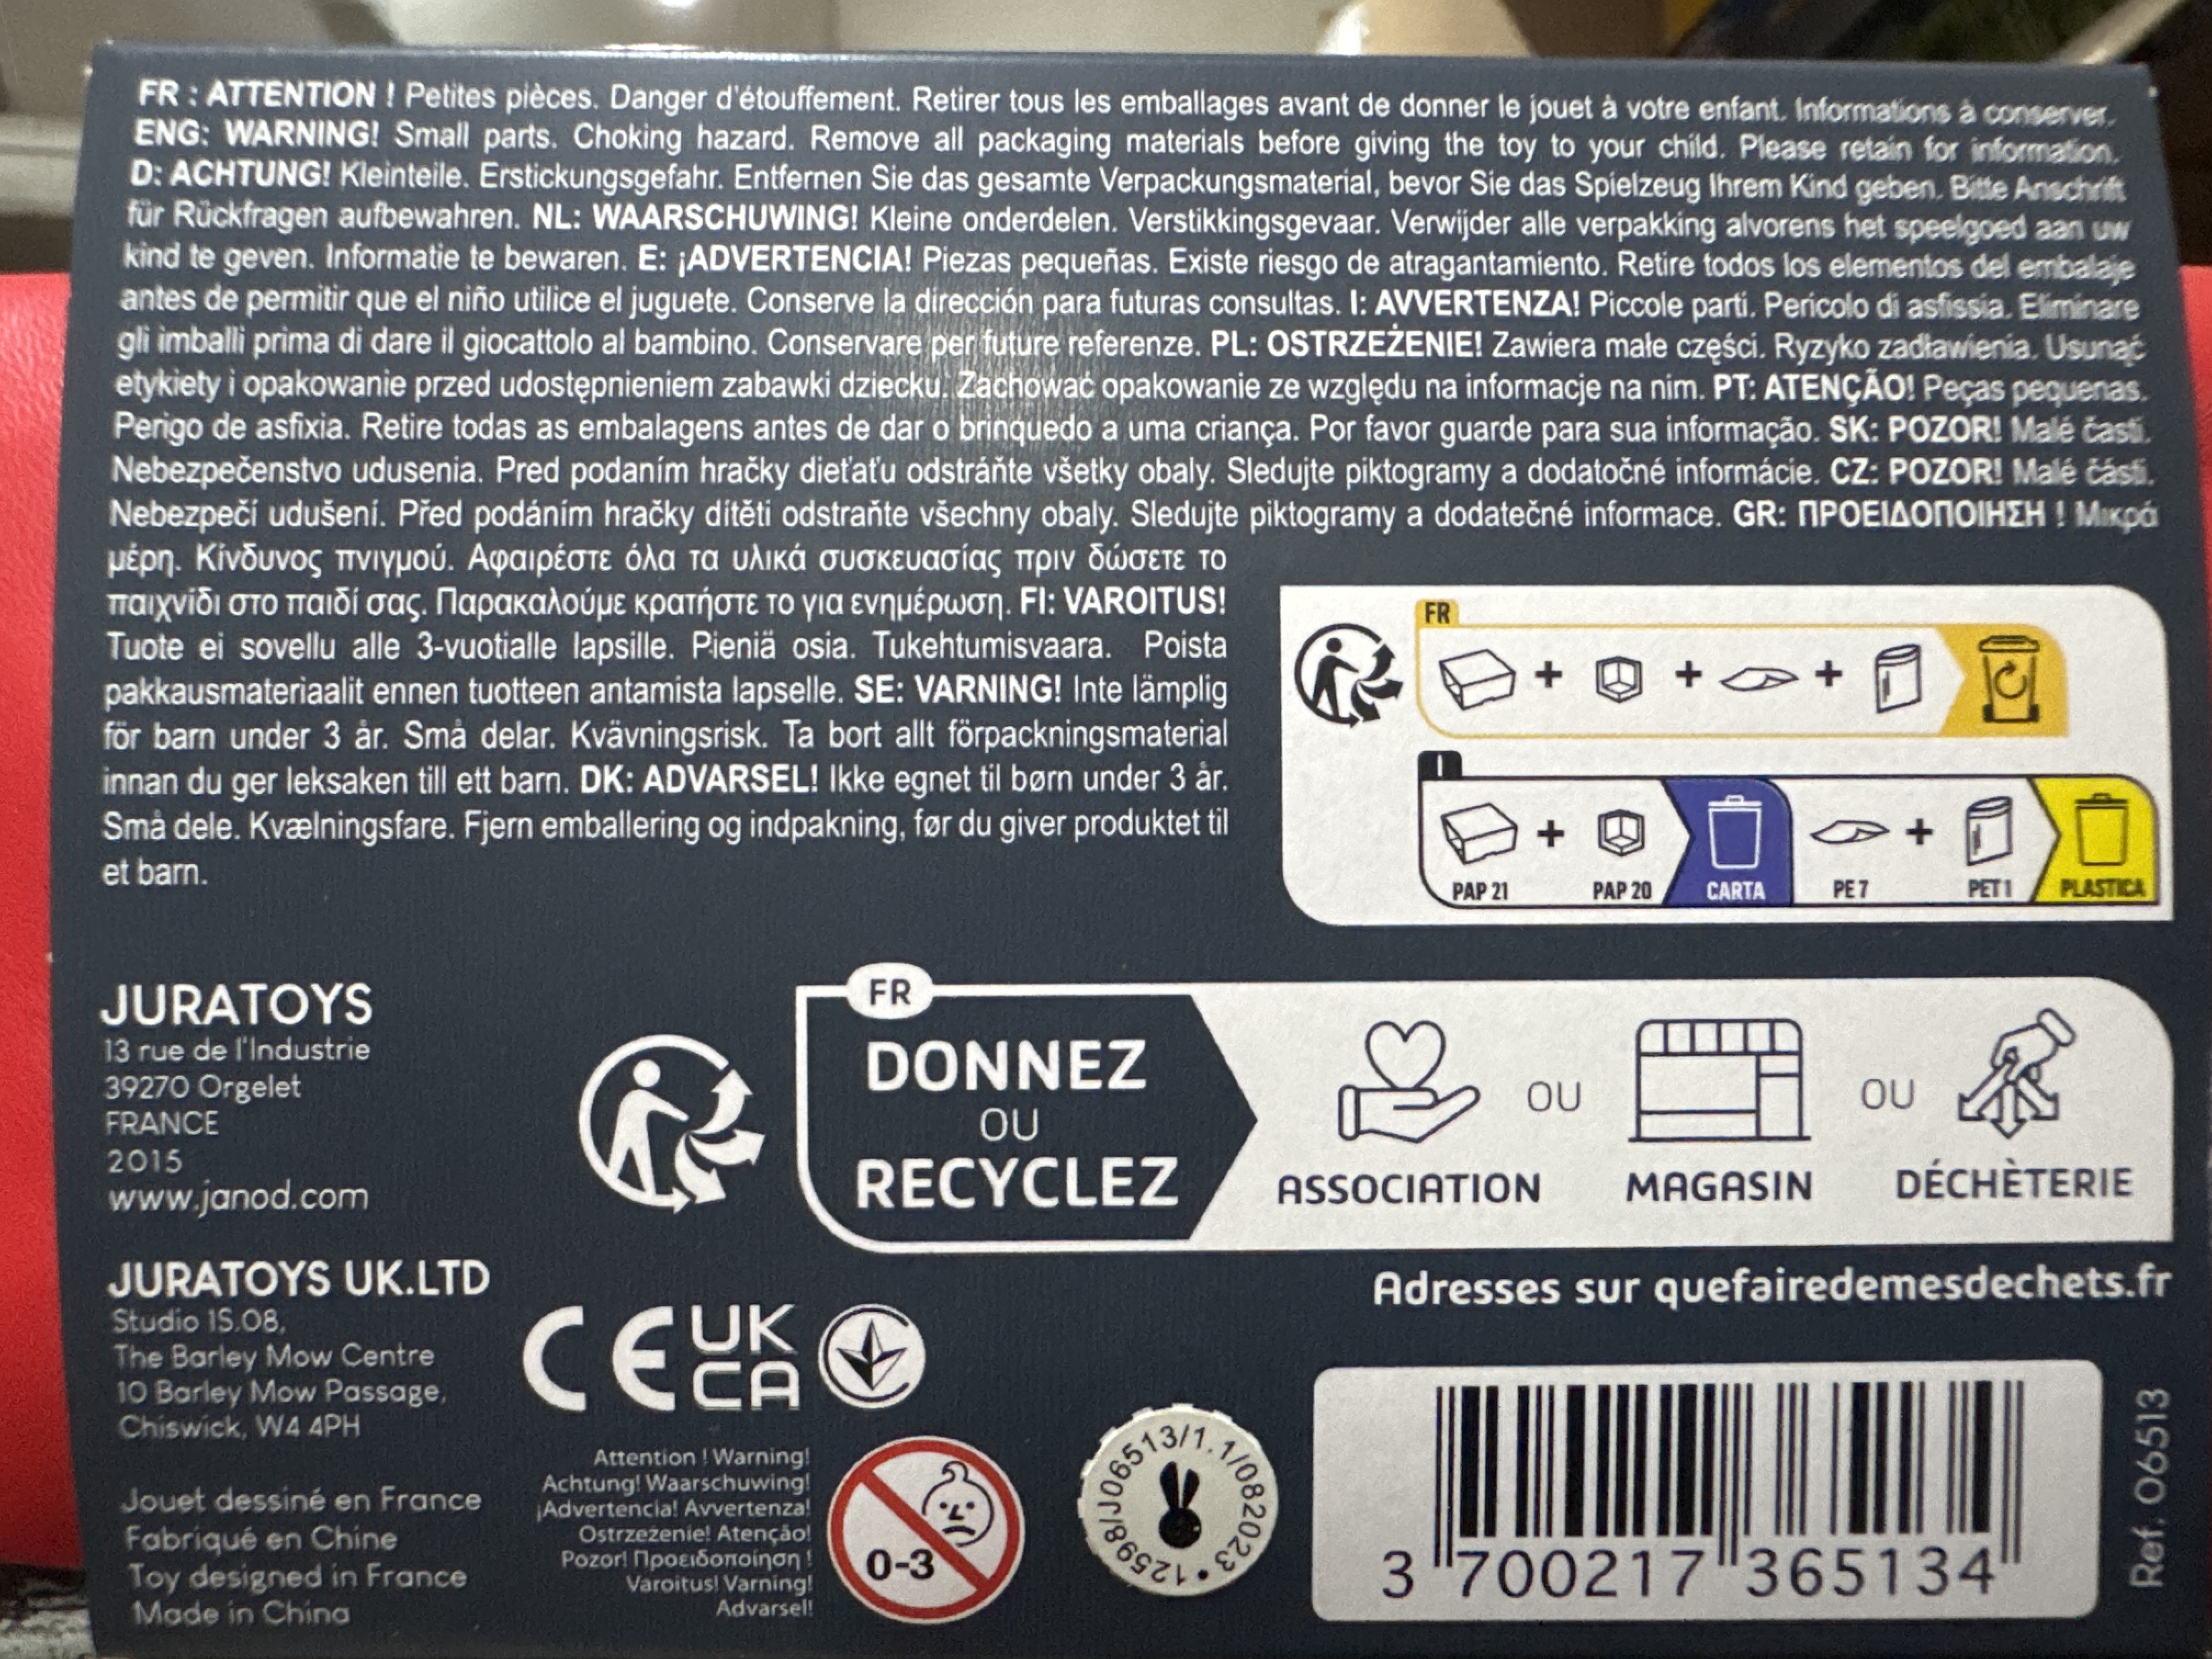 FR : ATTENTION ! Petites pièces. Danger d'étouffement. Retirer tous les emballages avant de donner le jouet à votre enfant. Informations à conserver.
ENG: WARNING! Small parts. Choking hazard. Remove all packaging materials before giving the toy to your child. Please retain for information.
D: ACHTUNG! Kleinteile. Erstickungsgefahr. Entfernen Sie das gesamte Verpackungsmaterial, bevor Sie das Spielzeug Ihrem Kind geben. Bitte Anschrift
für Rückfragen aufbewahren. NL: WAARSCHUWING! Kleine onderdelen. Verstikkingsgevaar. Verwijder alle verpakking alvorens het speelgoed aan uw
kind te geven. Informatie te bewaren. E: ¡ADVERTENCIA! Piezas pequeñas. Existe riesgo de atragantamiento. Retire todos los elementos del embalaje
antes de permitir que el niño utilice el juguete. Conserve la dirección para futuras consultas. I: AVVERTENZA! Piccole parti. Pericolo di asfissia. Eliminare
gli imballi prima di dare il giocattolo al bambino. Conservare per future referenze. PL: OSTRZEŻENIE! Zawiera małe części. Ryzyko zadławienia. Usunąć
etykiety i opakowanie przed udostępnieniem zabawki dziecku. Zachować opakowanie ze względu na informacje na nim. PT: ATENÇÃO! Peças pequenas.
Perigo de asfixia. Retire todas as embalagens antes de dar o brinquedo a uma criança. Por favor guarde para sua informação. SK: POZOR! Malé časti.
Nebezpečenstvo udusenia. Pred podaním hračky dieťaťu odstráňte všetky obaly. Sledujte piktogramy a dodatočné informácie. CZ: POZOR! Malé části.
Nebezpečí udušení. Před podáním hračky dítěti odstraňte všechny obaly. Sledujte piktogramy a dodatečné informace. GR: ΠΡΟΕΙΔΟΠΟΙΗΣΗ ! Μικρά
μέρη. Κίνδυνος πνιγμού. Αφαιρέστε όλα τα υλικά συσκευασίας πριν δώσετε το
παιχνίδι στο παιδί σας. Παρακαλούμε κρατήστε το για ενημέρωση. FI: VAROITUS!
Tuote ei sovellu alle 3-vuotialle lapsille. Pieniä osia. Tukehtumisvaara. Poista
pakkausmateriaalit ennen tuotteen antamista lapselle. SE: VARNING! Inte lämplig
för barn under 3 år. Små delar. Kvävningsrisk. Ta bort allt förpackningsmaterial
innan du ger leksaken till ett barn. DK: ADVARSEL! Ikke egnet til børn under 3 år.
Små dele. Kvælningsfare. Fjern emballering og indpakning, før du giver produktet til
et barn.
FR
I
PAP 21 PAP 20 CARTA PE 7 PET 1 PLASTICA
JURATOYS
13 rue de l'Industrie
39270 Orgelet
FRANCE
2015
www.janod.com
FR
DONNEZ
OU
RECYCLEZ
OU OU
ASSOCIATION MAGASIN DÉCHÈTERIE
Adresses sur quefairedemesdechets.fr
JURATOYS UK.LTD
Studio 1S.08,
The Barley Mow Centre
10 Barley Mow Passage,
Chiswick, W4 4PH
CE UK
CA
Jouet dessiné en France
Fabriqué en Chine
Toy designed in France
Made in China
Attention ! Warning!
Achtung! Waarschuwing!
¡Advertencia! Avvertenza!
Ostrzeżenie! Atenção!
Pozor! Προειδοποίηση !
Varoitus! Varning!
Advarsel!
0-3
12598/J06513/1.1/082023
3 700217 365134
Ref. 06513